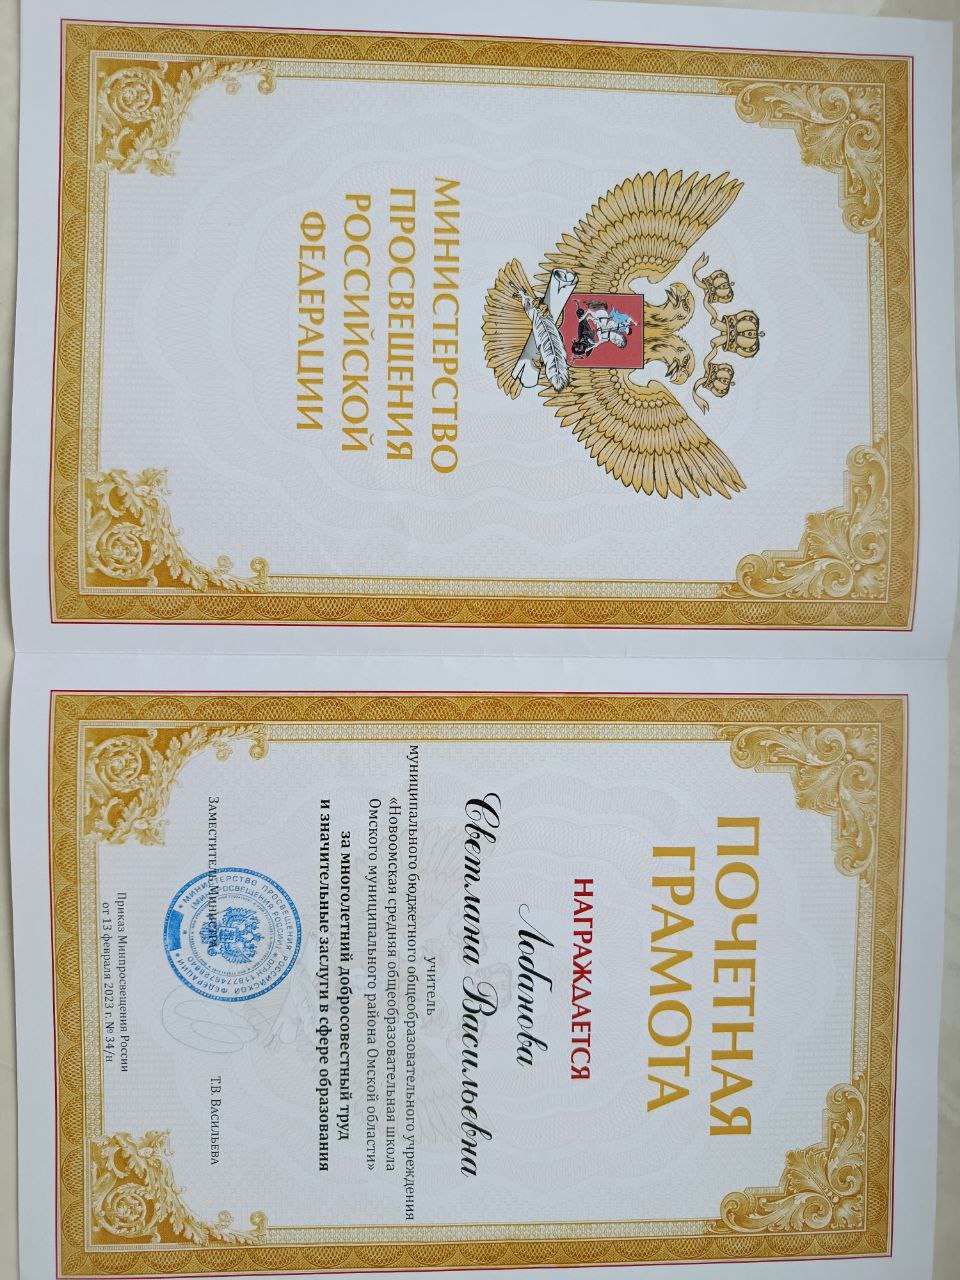 МИНИСТЕРСТВО
ПРОСВЕЩЕНИЯ
РОССИЙСКОЙ
ФЕДЕРАЦИИ
ПОЧЕТНАЯ
ГРАМОТА
НАГРАЖДАЕТСЯ
Лобанова
Светлана Васильевна
учитель
муниципального бюджетного общеобразовательного учреждения
«Новоомская средняя общеобразовательная школа
Омского муниципального района Омской области»
за многолетний добросовестный труд
и значительные заслуги в сфере образования
Заместитель Министра
Т.В. Васильева
МИНИСТЕРСТВО ПРОСВЕЩЕНИЯ РОССИЙСКОЙ ФЕДЕРАЦИИ
(МИНПРОСВЕЩЕНИЯ РОССИИ)
Приказ Минпросвещения России
от 13 февраля 2023 г. № 34/н